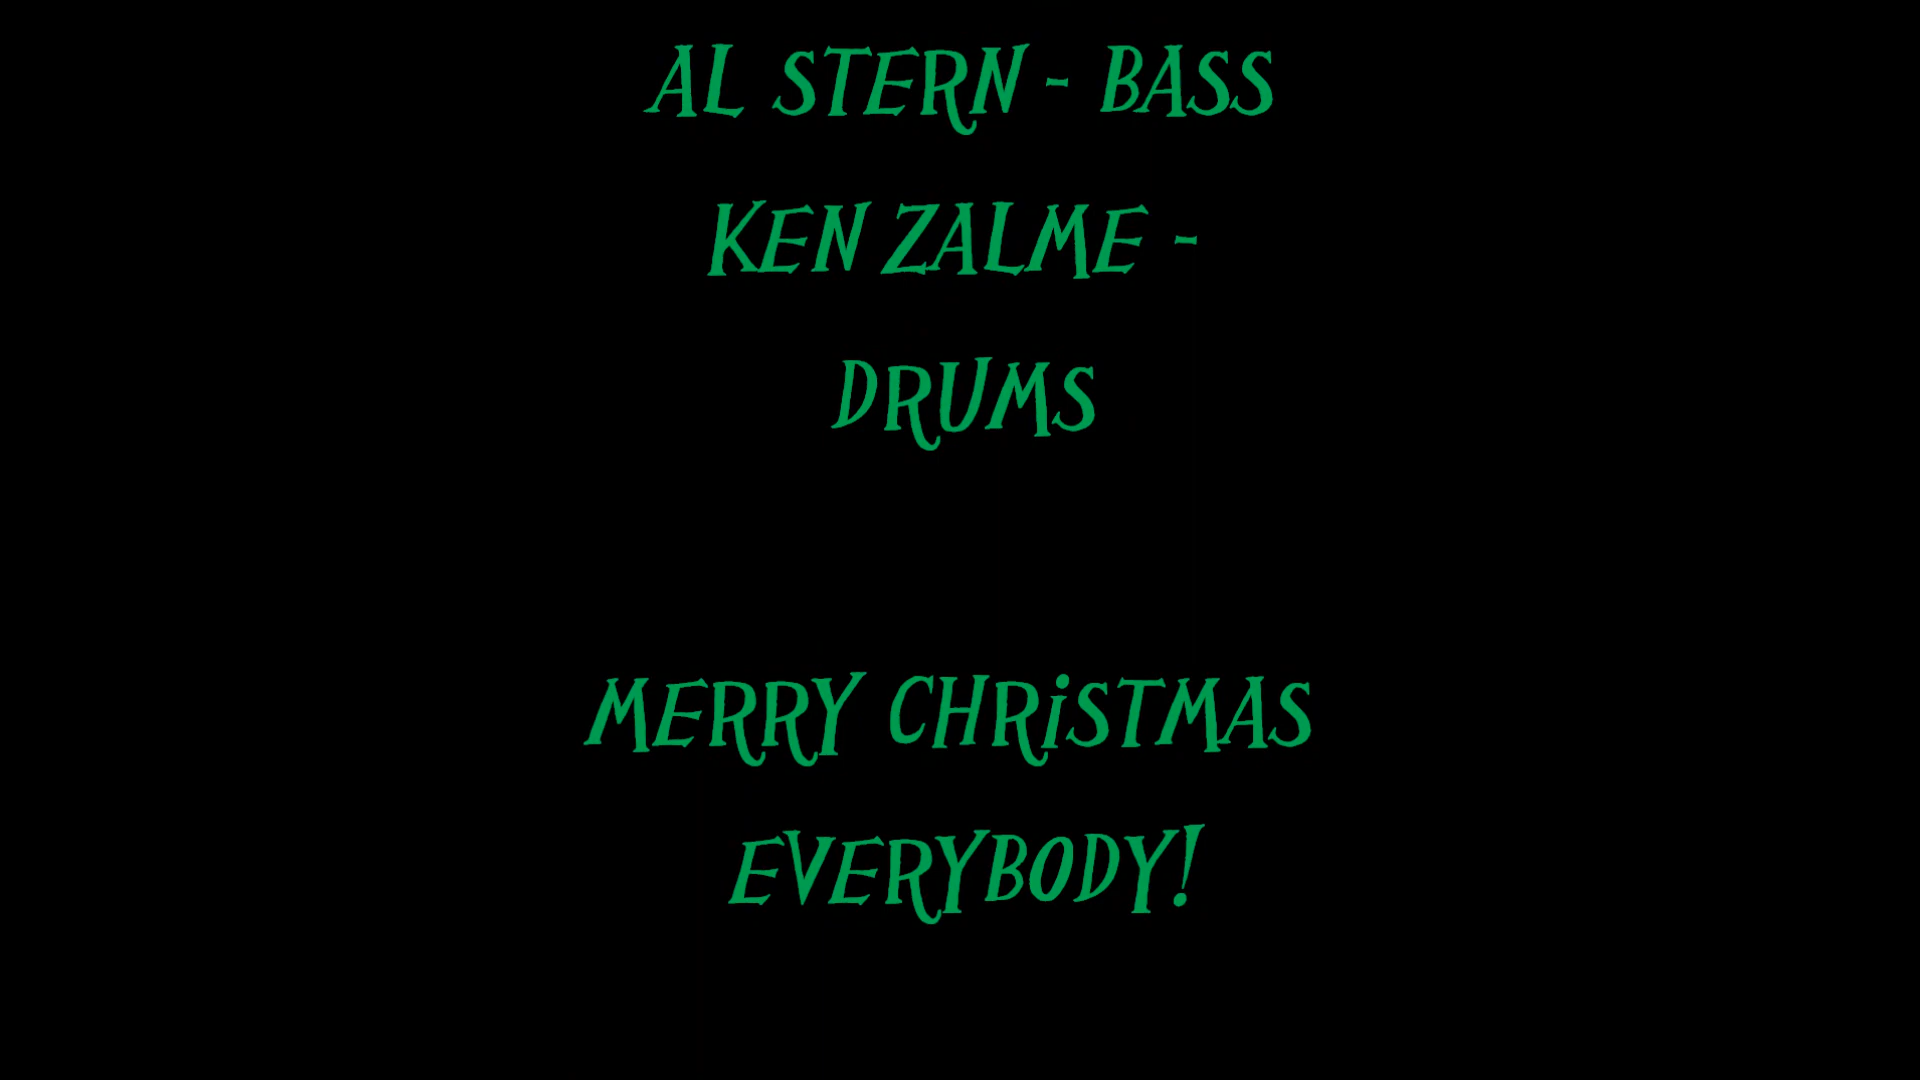 AL STERN - BASS
KEN ZALME -
DRUMS
MERRY CHRiSTMAS
EVERYBODY!